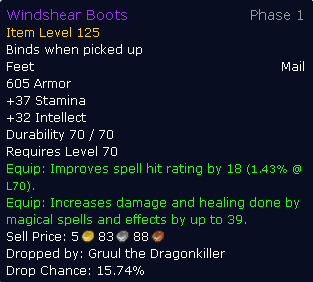 Windshear Boots Phase 1
Item Level 125
Binds when picked up
Feet Mail
605 Armor
+37 Stamina
+32 Intellect
Durability 70 / 70
Requires Level 70
Equip: Improves spell hit rating by 18 (1.43% @
L70).
Equip: Increases damage and healing done by
magical spells and effects by up to 39.
Sell Price: 5 83 88
Dropped by: Gruul the Dragonkiller
Drop Chance: 15.74%